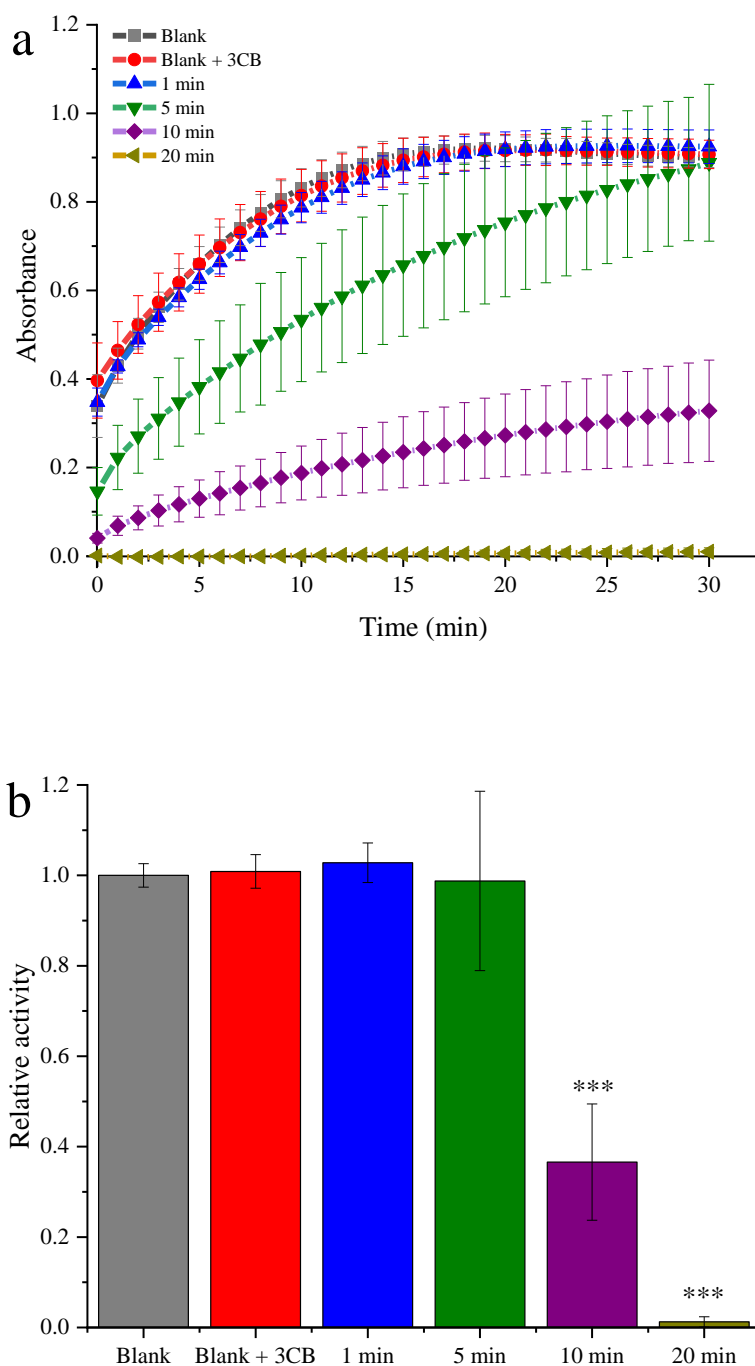 a
1.2
1.0
0.8
0.6
0.4
0.2
0.0
Absorbance
Blank
Blank + 3CB
1 min
5 min
10 min
20 min
0 5 10 15 20 25 30
Time (min)
b
1.2
1.0
0.8
0.6
0.4
0.2
0.0
Relative activity
***
***
Blank Blank + 3CB 1 min 5 min 10 min 20 min